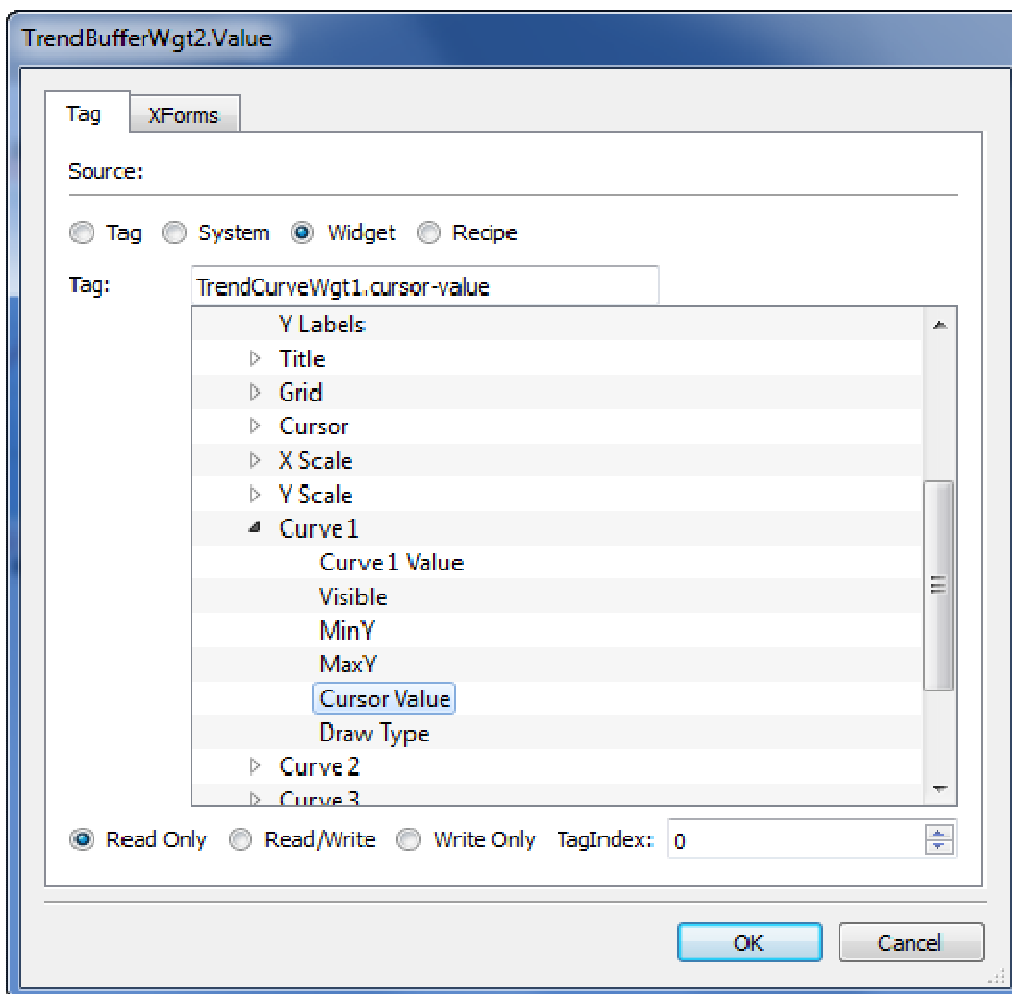 TrendBufferWgt2.Value
Tag XForms
Source:
Tag System Widget Recipe
Tag: TrendCurveWgt1.cursor-value
Y Labels
Title
Grid
Cursor
X Scale
Y Scale
Curve 1
Curve 1 Value
Visible
MinY
MaxY
Cursor Value
Draw Type
Curve 2
Curve 3
Read Only Read/Write Write Only TagIndex: 0
OK Cancel